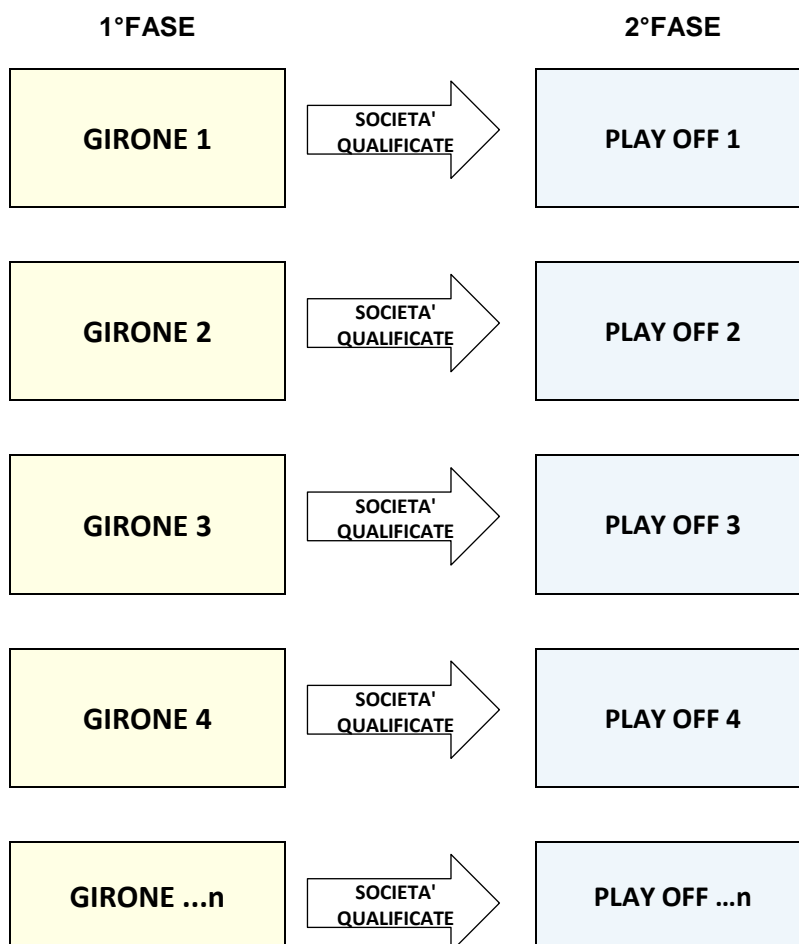 1°FASE
2°FASE
GIRONE 1
SOCIETA'
QUALIFICATE
PLAY OFF 1
GIRONE 2
SOCIETA'
QUALIFICATE
PLAY OFF 2
GIRONE 3
SOCIETA'
QUALIFICATE
PLAY OFF 3
GIRONE 4
SOCIETA'
QUALIFICATE
PLAY OFF 4
GIRONE ...n
SOCIETA'
QUALIFICATE
PLAY OFF ...n